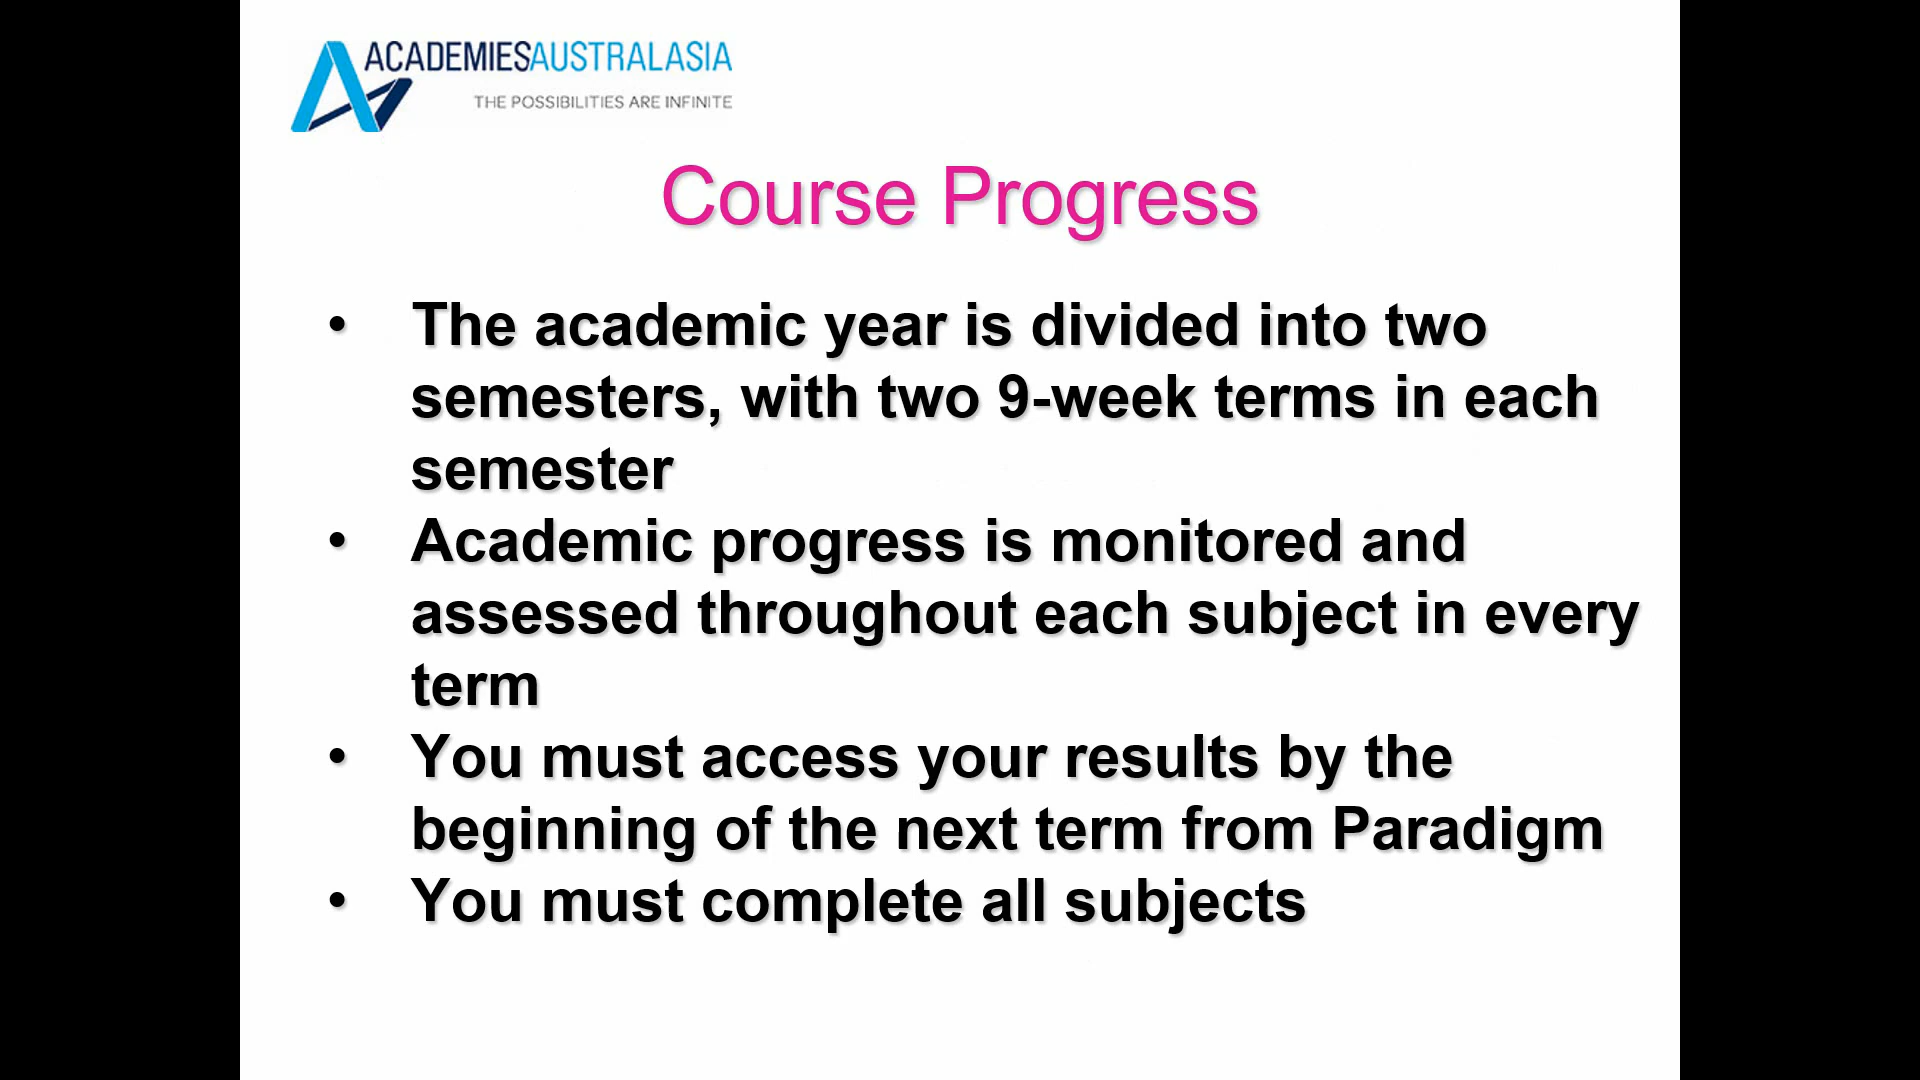 ACADEMIESAUSTRALASIA
THE POSSIBILITIES ARE INFINITE
Course Progress
• The academic year is divided into two
semesters, with two 9-week terms in each
semester
• Academic progress is monitored and
assessed throughout each subject in every
term
• You must access your results by the
beginning of the next term from Paradigm
• You must complete all subjects